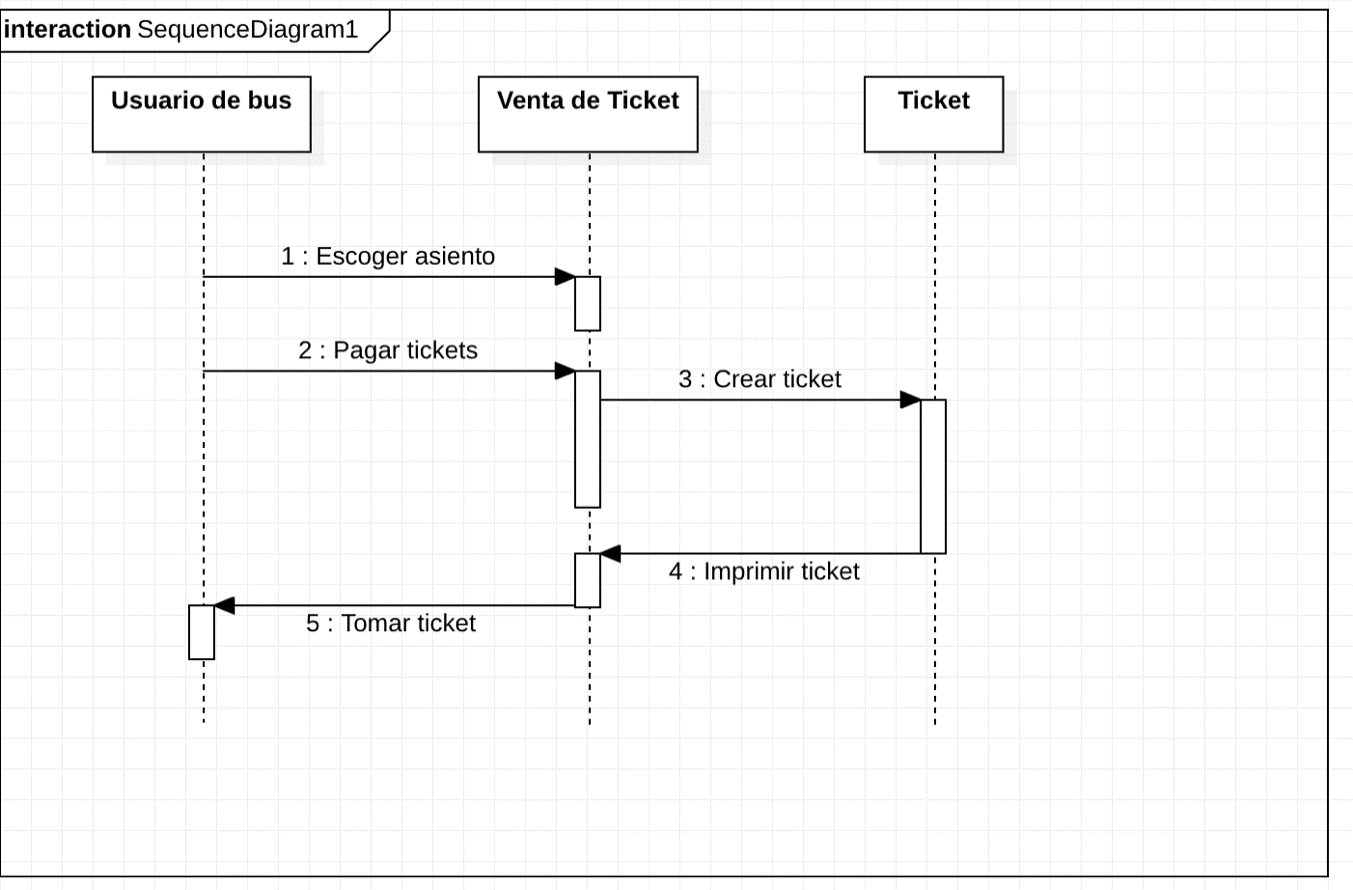 interaction SequenceDiagram1
Usuario de bus
Venta de Ticket
Ticket
1 : Escoger asiento
2 : Pagar tickets
3 : Crear ticket
4 : Imprimir ticket
5 : Tomar ticket